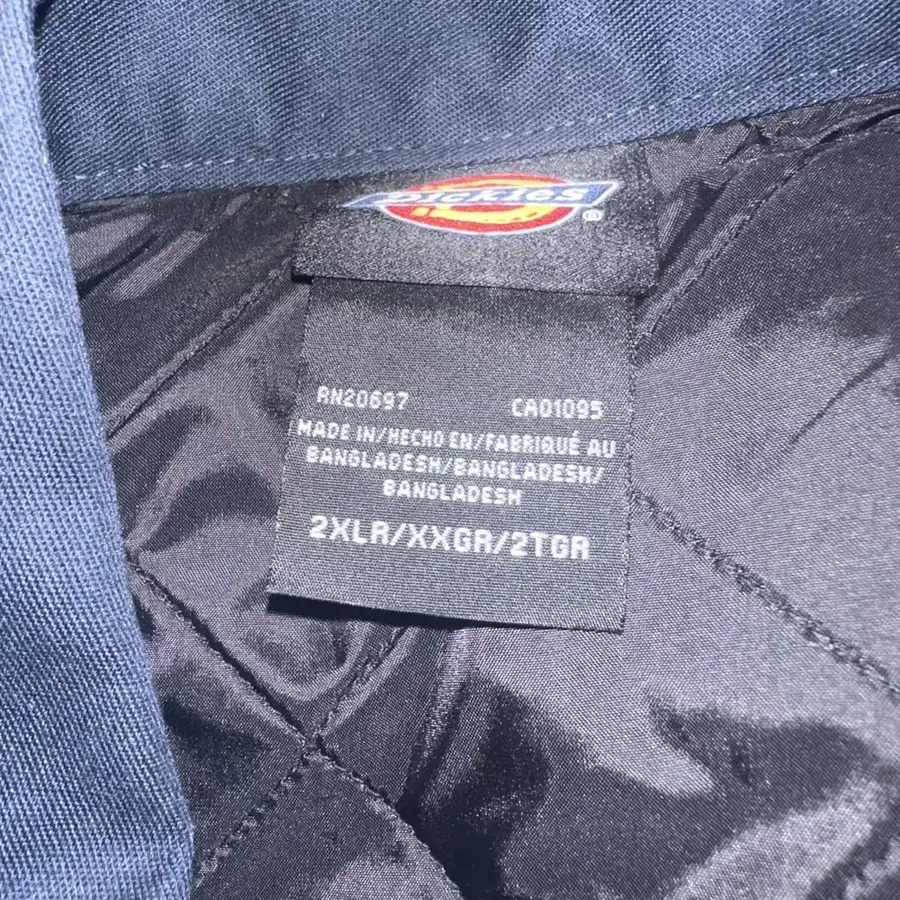 DICKIES
®
RN20697 CA01095
MADE IN/HECHO EN/FABRIQUÉ AU
BANGLADESH/BANGLADESH/
BANGLADESH
2XLR/XXGR/2TGR